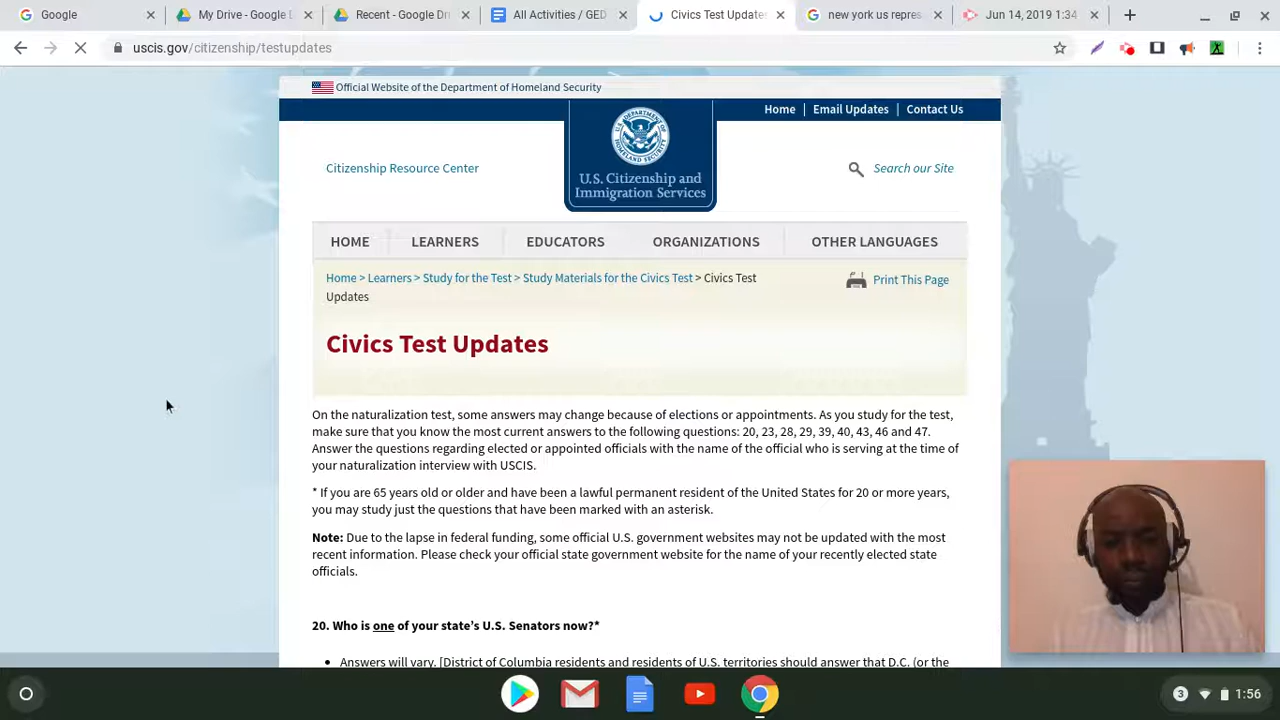 Google
My Drive - Google D
Recent - Google Dri
All Activities / GED
Civics Test Updates
new york us repres
Jun 14, 2019 1:34
uscis.gov/citizenship/testupdates
Official Website of the Department of Homeland Security
Home | Email Updates | Contact Us
Citizenship Resource Center
U.S. DEPARTMENT OF HOMELAND SECURITY
U.S. Citizenship and
Immigration Services
Search our Site
HOME LEARNERS EDUCATORS ORGANIZATIONS OTHER LANGUAGES
Home > Learners > Study for the Test > Study Materials for the Civics Test > Civics Test
Updates
Print This Page
Civics Test Updates
On the naturalization test, some answers may change because of elections or appointments. As you study for the test,
make sure that you know the most current answers to the following questions: 20, 23, 28, 29, 39, 40, 43, 46 and 47.
Answer the questions regarding elected or appointed officials with the name of the official who is serving at the time of
your naturalization interview with USCIS.
* If you are 65 years old or older and have been a lawful permanent resident of the United States for 20 or more years,
you may study just the questions that have been marked with an asterisk.
Note: Due to the lapse in federal funding, some official U.S. government websites may not be updated with the most
recent information. Please check your official state government website for the name of your recently elected state
officials.
20. Who is one of your state's U.S. Senators now?*
• Answers will vary. [District of Columbia residents and residents of U.S. territories should answer that D.C. (or the
3 1:56